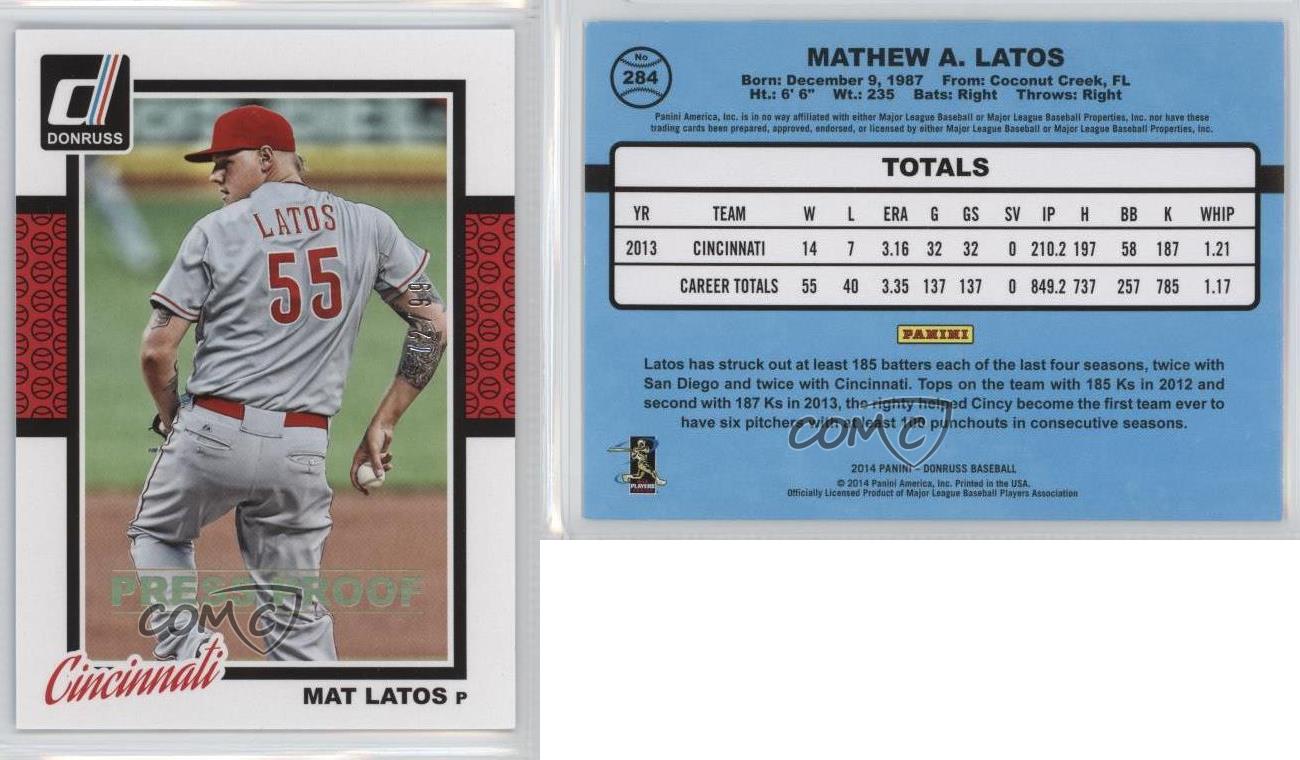 DONRUSS
LATOS
55
PRESS PROOF
COMC
Cincinnati
MAT LATOS P
No
284
MATHEW A. LATOS
Born: December 9, 1987 From: Coconut Creek, FL
Ht.: 6' 6" Wt.: 235 Bats: Right Throws: Right
Panini America, Inc. is in no way affiliated with either Major League Baseball or Major League Baseball Properties, Inc. nor have these
trading cards been prepared, approved, endorsed, or licensed by either Major League Baseball or Major League Baseball Properties, Inc.
TOTALS
YR TEAM W L ERA G GS SV IP H BB K WHIP
2013 CINCINNATI 14 7 3.16 32 32 0 210.2 197 58 187 1.21
CAREER TOTALS 55 40 3.35 137 137 0 849.2 737 257 785 1.17
PANINI
Latos has struck out at least 185 batters each of the last four seasons, twice with
San Diego and twice with Cincinnati. Tops on the team with 185 Ks in 2012 and
second with 187 Ks in 2013, the righty helped Cincy become the first team ever to
have six pitchers with at least 100 punchouts in consecutive seasons.
COMC
PLAYERS
2014 PANINI – DONRUSS BASEBALL
© 2014 Panini America, Inc. Printed in the USA.
Officially Licensed Product of Major League Baseball Players Association